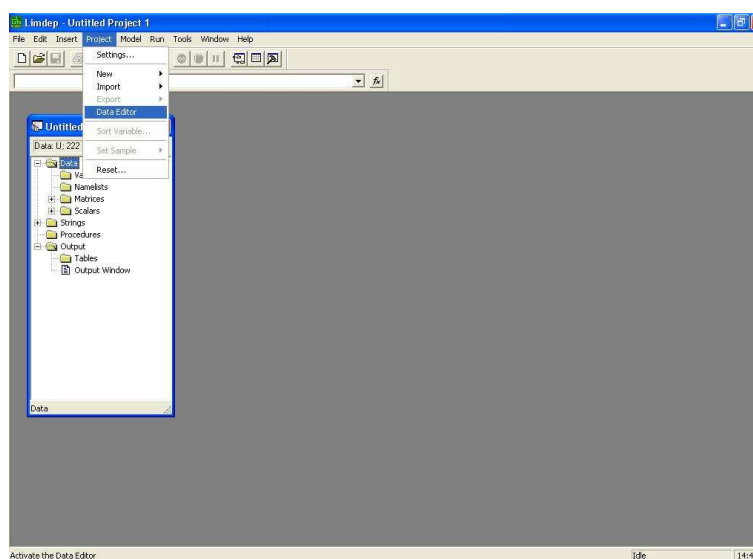 Limdep - Untitled Project 1
File Edit Insert Project Model Run Tools Window Help
Settings...
New
Import
Export
Data Editor
Sort Variable...
Set Sample
Reset...
fx
Untitled
Data: U; 222
Data
Namelists
Matrices
Scalars
Strings
Procedures
Output
Tables
Output Window
Data
Activate the Data Editor
Idle